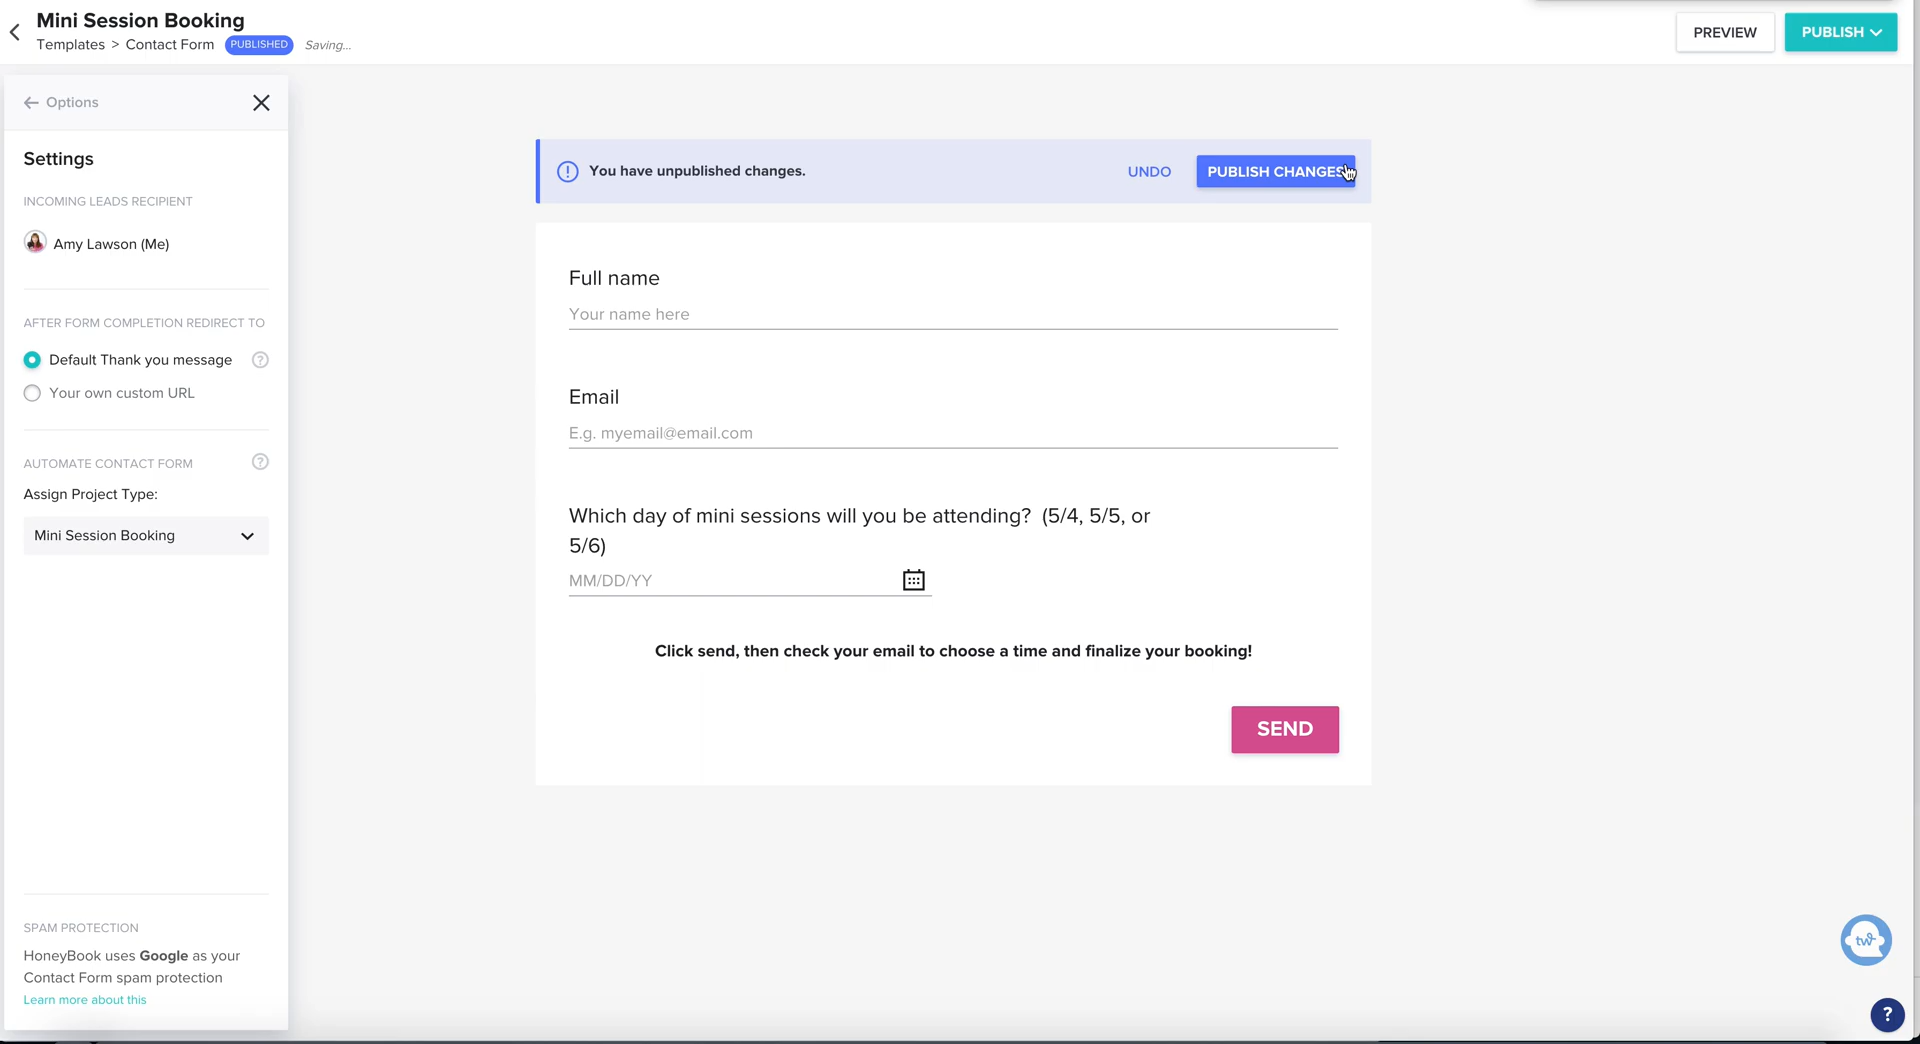 Mini Session Booking
Templates > Contact Form PUBLISHED Saving...
PREVIEW
PUBLISH
Options
Settings
INCOMING LEADS RECIPIENT
Amy Lawson (Me)
AFTER FORM COMPLETION REDIRECT TO
Default Thank you message ?
Your own custom URL
AUTOMATE CONTACT FORM ?
Assign Project Type:
Mini Session Booking
SPAM PROTECTION
HoneyBook uses Google as your
Contact Form spam protection
Learn more about this
! You have unpublished changes.
UNDO
PUBLISH CHANGES
Full name
Your name here
Email
E.g. myemail@email.com
Which day of mini sessions will you be attending? (5/4, 5/5, or
5/6)
MM/DD/YY
Click send, then check your email to choose a time and finalize your booking!
SEND
tw
?